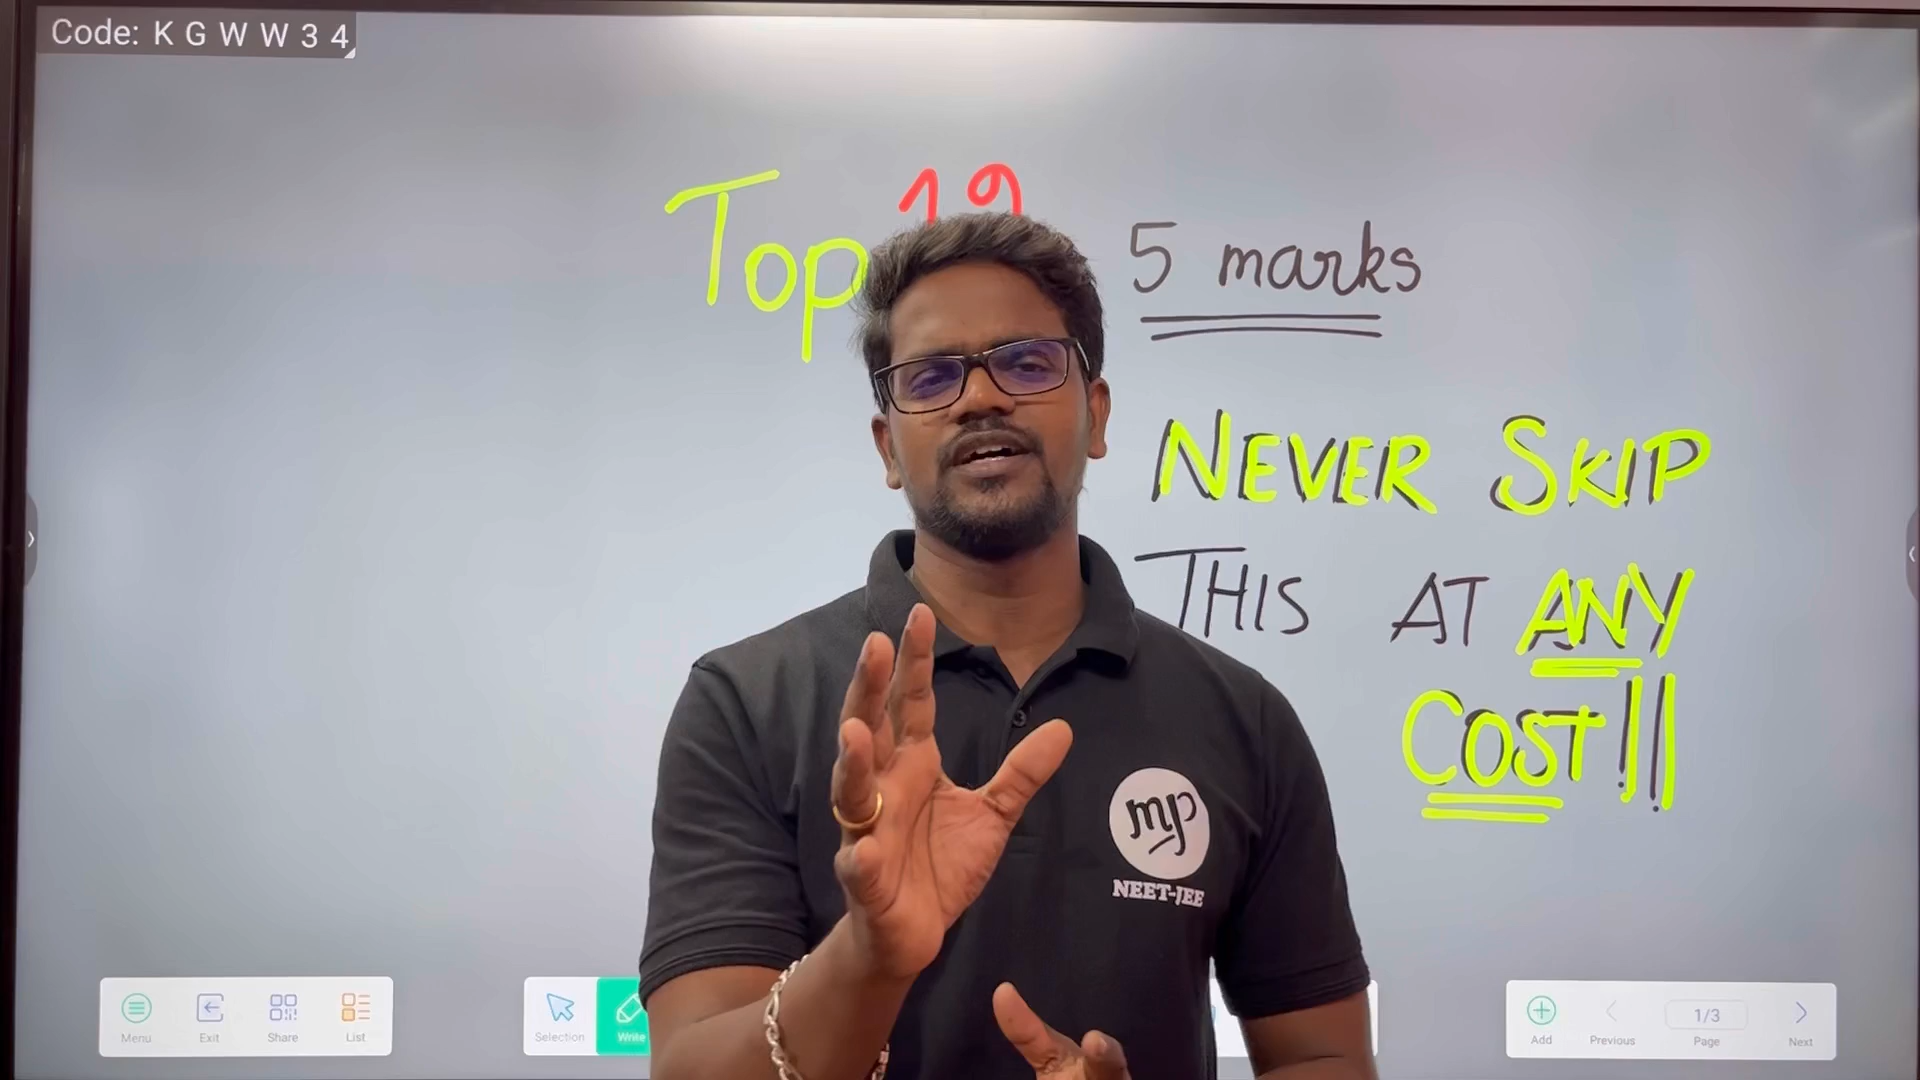 Code: K G W W 3 4
Top 5 marks
NEVER SKIP
THIS AT ANY
COST!!
mp
NEET-JEE
Menu Exit Share List
Selection Write
Add Previous 1/3 Page Next